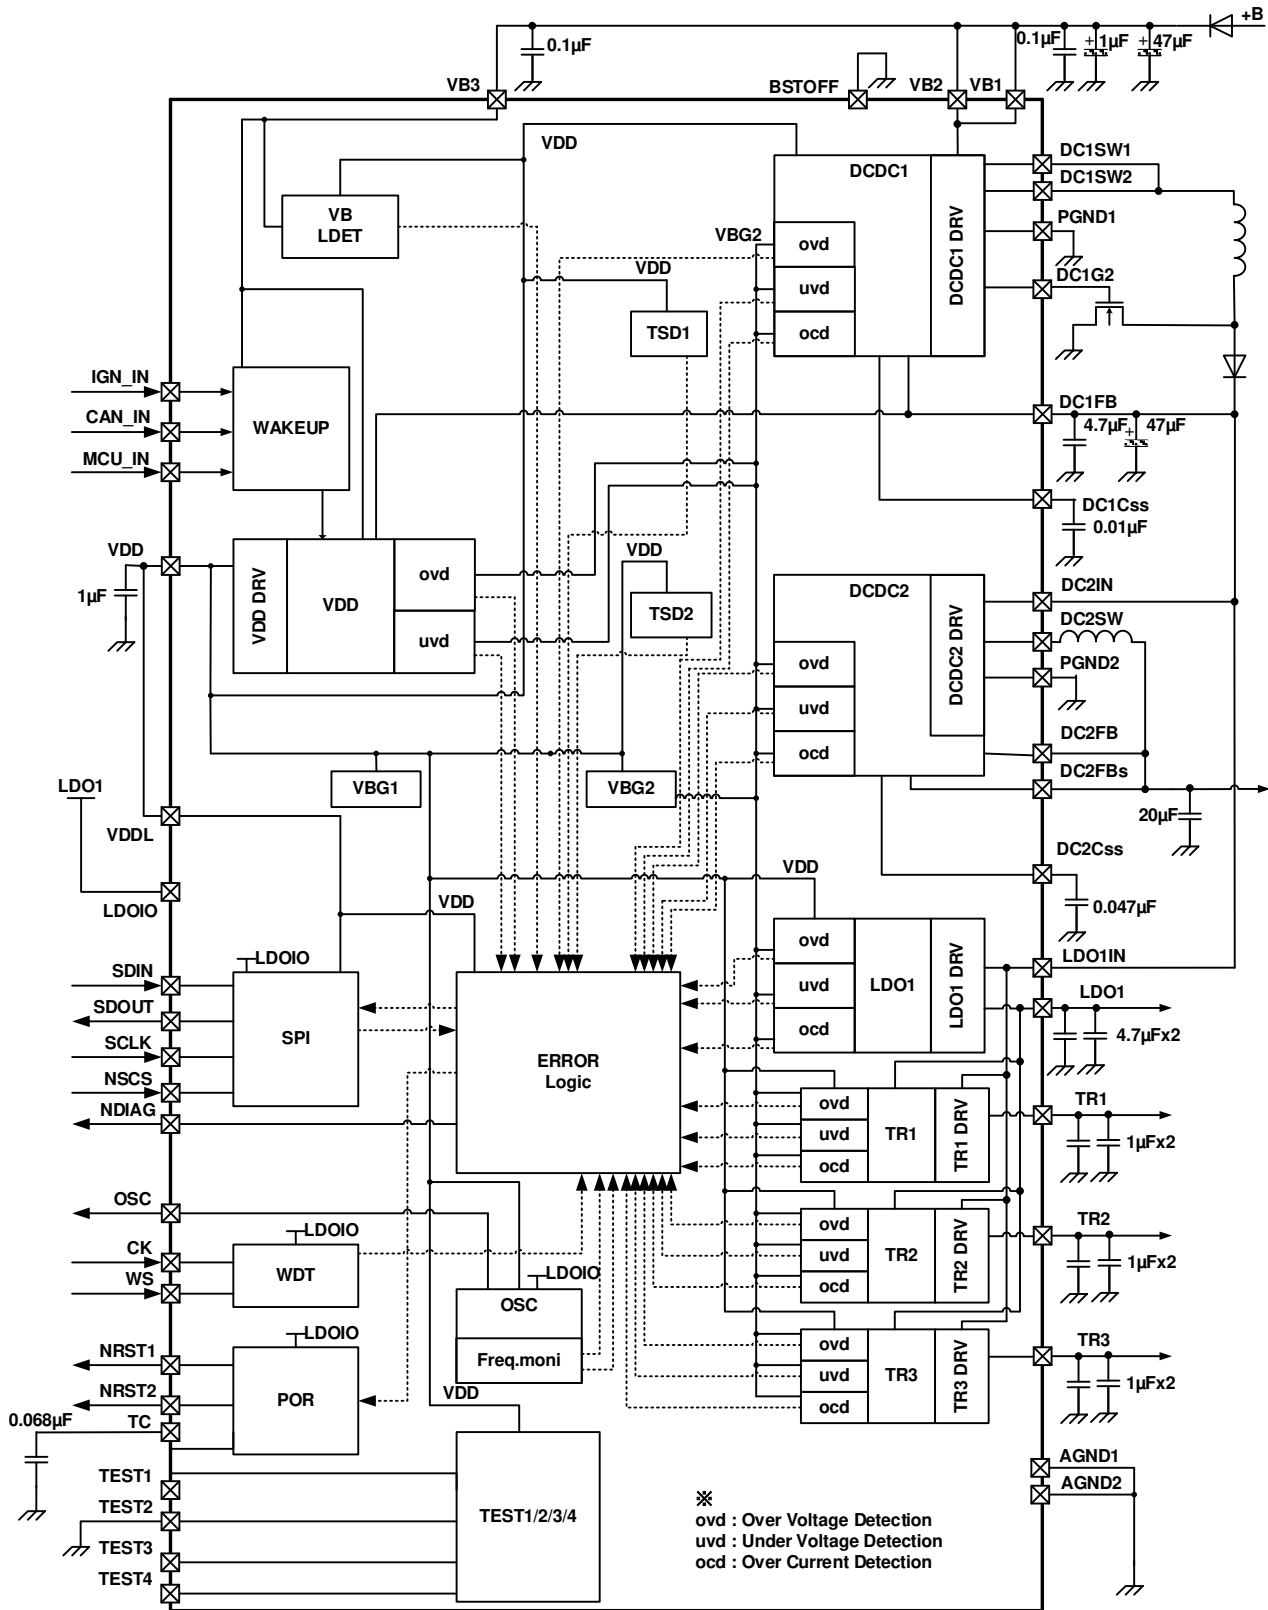 +B
0.1µF
0.1µF
1µF
47µF
+
+
VB3
BSTOFF
VB2
VB1
VDD
DCDC1
DC1SW1
DC1SW2
VB
LDET
PGND1
VBG2
ovd
DCDC1 DRV
VDD
uvd
DC1G2
TSD1
ocd
IGN_IN
CAN_IN
WAKEUP
DC1FB
4.7µF
+
47µF
MCU_IN
DC1Css
0.01µF
VDD
VDD
ovd
DCDC2
DC2IN
1µF
VDD DRV
VDD
TSD2
DCDC2 DRV
DC2SW
uvd
ovd
PGND2
uvd
ocd
DC2FB
VBG1
VBG2
DC2FBs
LDO1
20µF
VDDL
DC2Css
VDD
LDOIO
VDD
0.047µF
ovd
LDOIO
LDO1IN
SDIN
uvd
LDO1
LDO1 DRV
SDOUT
LDO1
SPI
ocd
4.7µFx2
SCLK
ERROR
Logic
NSCS
NDIAG
ovd
TR1
uvd
TR1
TR1 DRV
1µFx2
ocd
OSC
ovd
TR2
LDOIO
CK
uvd
TR2
TR2 DRV
1µFx2
WDT
LDOIO
WS
ocd
OSC
LDOIO
NRST1
ovd
TR3
Freq.moni
uvd
TR3
TR3 DRV
1µFx2
NRST2
POR
VDD
ocd
0.068µF
TC
AGND1
TEST1
AGND2
TEST2
TEST1/2/3/4
※
ovd : Over Voltage Detection
uvd : Under Voltage Detection
TEST3
ocd : Over Current Detection
TEST4